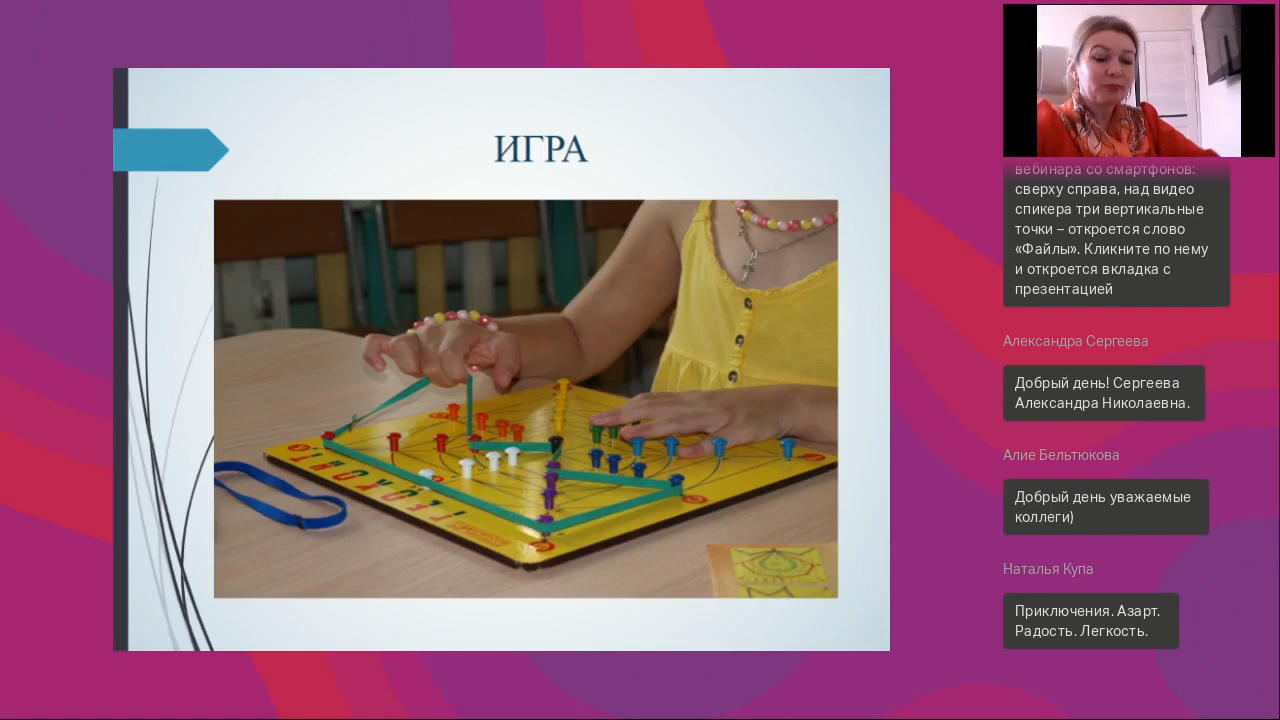 ИГРА
вебинара со смартфонов:
сверху справа, над видео
спикера три вертикальные
точки – откроется слово
«Файлы». Кликните по нему
и откроется вкладка с
презентацией
Александра Сергеева
Добрый день! Сергеева
Александра Николаевна.
Алие Бельтюкова
Добрый день уважаемые
коллеги)
Наталья Купа
Приключения. Азарт.
Радость. Легкость.